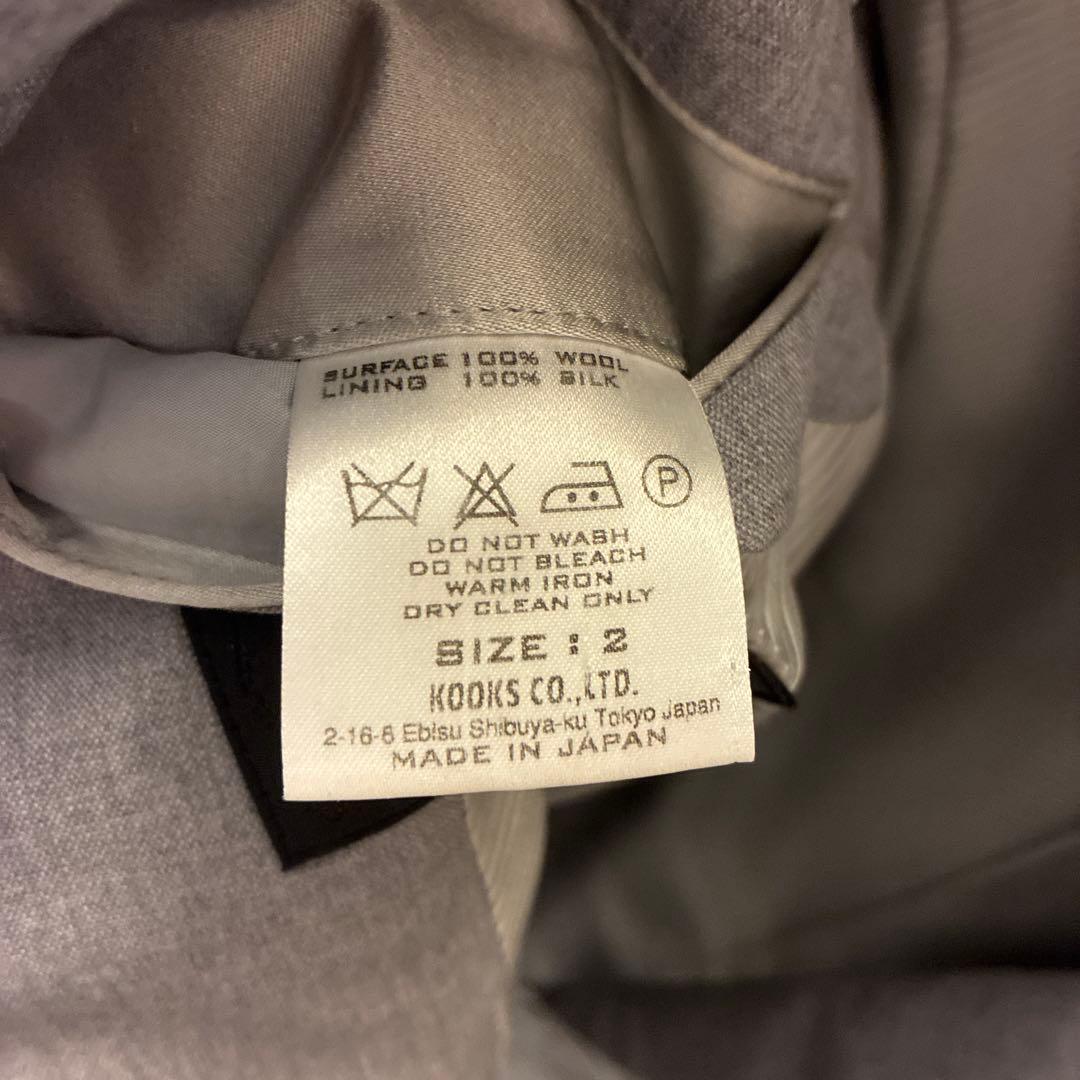 SURFACE 100% WOOL
LINING 100% SILK
P
DO NOT WASH
DO NOT BLEACH
WARM IRON
DRY CLEAN ONLY
SIZE : 2
KOOKS CO.,LTD.
2-16-8 Ebisu Shibuya-ku Tokyo Japan
MADE IN JAPAN